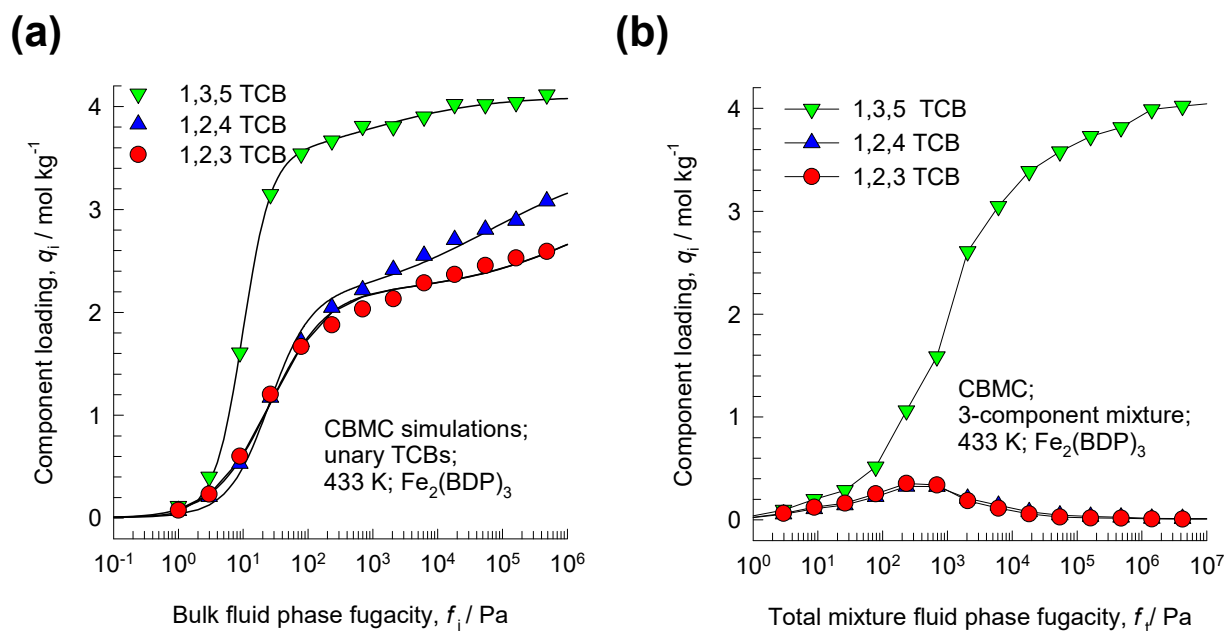 (a)
1,3,5 TCB
1,2,4 TCB
1,2,3 TCB
CBMC simulations;
unary TCBs;
433 K; Fe₂(BDP)₃
Component loading, qᵢ / mol kg⁻¹
4
3
2
1
0
10⁻¹ 10⁰ 10¹ 10² 10³ 10⁴ 10⁵ 10⁶
Bulk fluid phase fugacity, fᵢ / Pa
(b)
1,3,5 TCB
1,2,4 TCB
1,2,3 TCB
CBMC;
3-component mixture;
433 K; Fe₂(BDP)₃
Component loading, qᵢ / mol kg⁻¹
4
3
2
1
0
10⁰ 10¹ 10² 10³ 10⁴ 10⁵ 10⁶ 10⁷
Total mixture fluid phase fugacity, fₜ / Pa